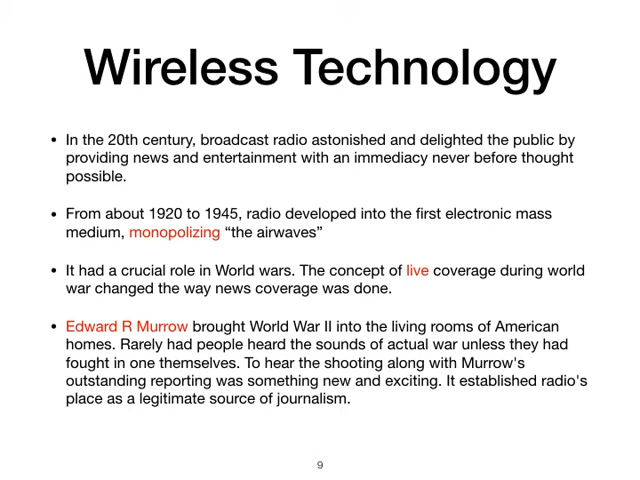 Wireless Technology
• In the 20th century, broadcast radio astonished and delighted the public by
providing news and entertainment with an immediacy never before thought
possible.
• From about 1920 to 1945, radio developed into the first electronic mass
medium, monopolizing “the airwaves”
• It had a crucial role in World wars. The concept of live coverage during world
war changed the way news coverage was done.
• Edward R Murrow brought World War II into the living rooms of American
homes. Rarely had people heard the sounds of actual war unless they had
fought in one themselves. To hear the shooting along with Murrow's
outstanding reporting was something new and exciting. It established radio's
place as a legitimate source of journalism.
9